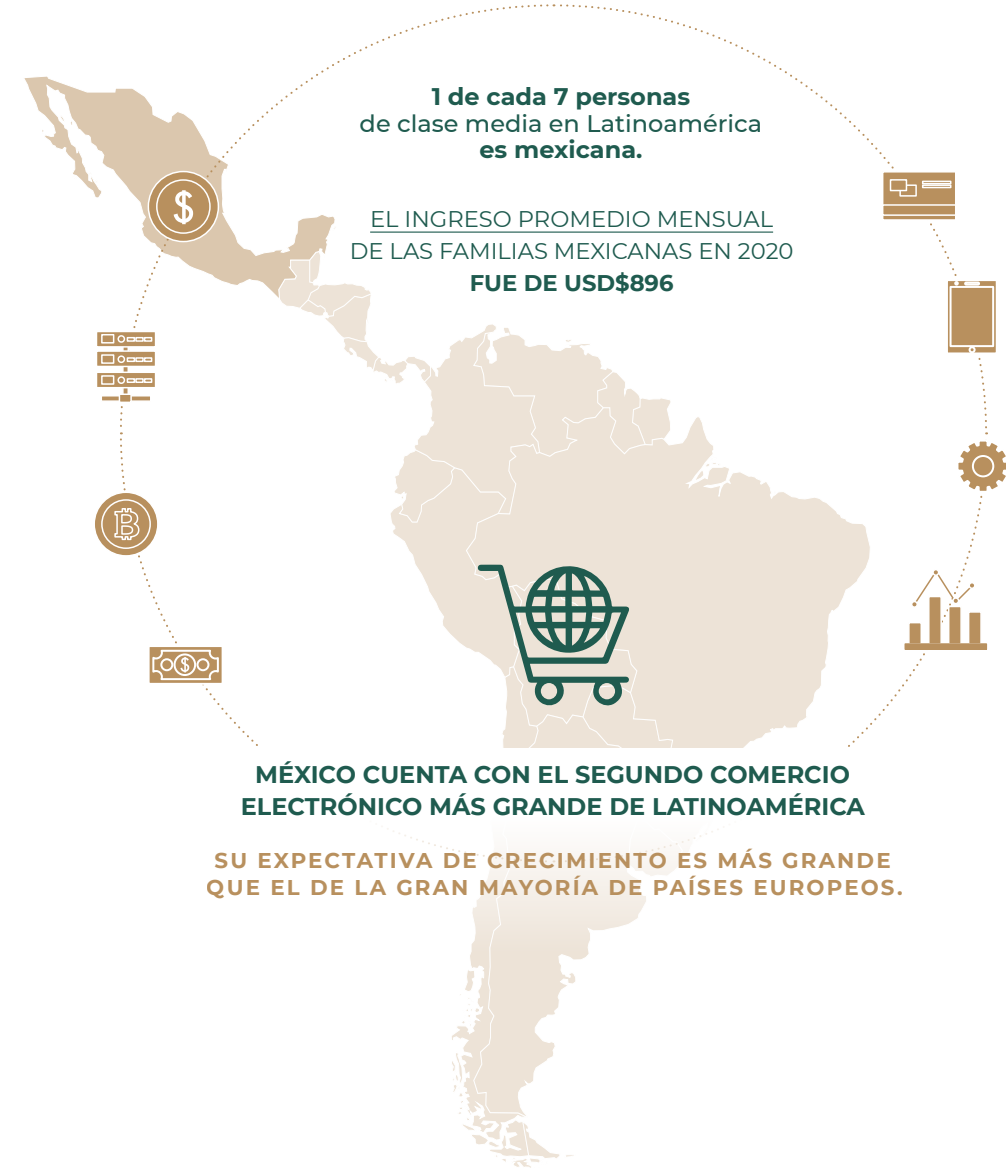 1 de cada 7 personas
de clase media en Latinoamérica
es mexicana.
EL INGRESO PROMEDIO MENSUAL
DE LAS FAMILIAS MEXICANAS EN 2020
FUE DE USD$896
MÉXICO CUENTA CON EL SEGUNDO COMERCIO
ELECTRÓNICO MÁS GRANDE DE LATINOAMÉRICA
SU EXPECTATIVA DE CRECIMIENTO ES MÁS GRANDE
QUE EL DE LA GRAN MAYORÍA DE PAÍSES EUROPEOS.